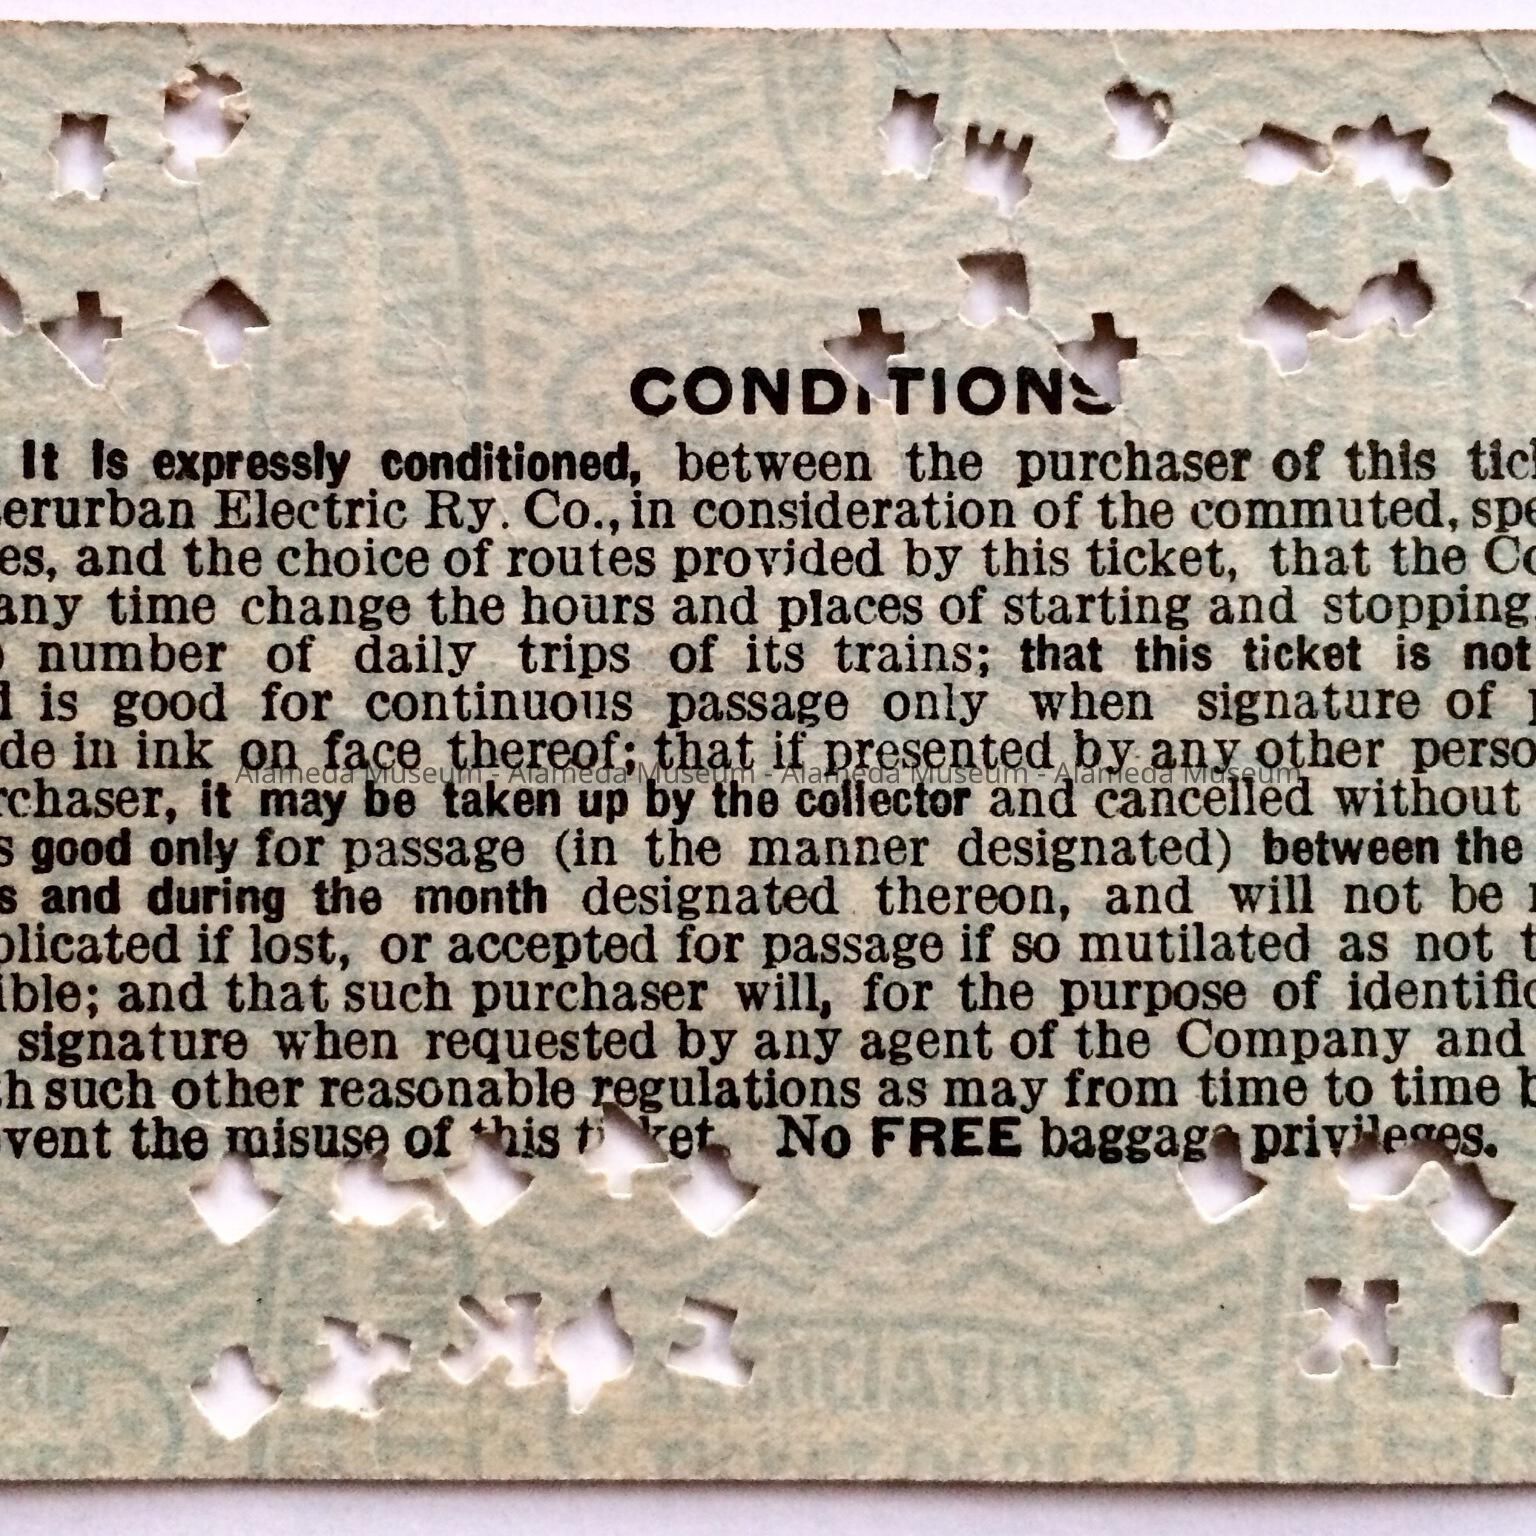 CONDITIONS
It is expressly conditioned, between the purchaser of this tic
erurban Electric Ry. Co., in consideration of the commuted, spe
es, and the choice of routes provided by this ticket, that the Co
any time change the hours and places of starting and stopping,
number of daily trips of its trains; that this ticket is not
d is good for continuous passage only when signature of p
de in ink on face thereof; that if presented by any other perso
rchaser, it may be taken up by the collector and cancelled without
s good only for passage (in the manner designated) between the
s and during the month designated thereon, and will not be r
plicated if lost, or accepted for passage if so mutilated as not t
ible; and that such purchaser will, for the purpose of identific
signature when requested by any agent of the Company and
h such other reasonable regulations as may from time to time b
vent the misuse of this ticket. No FREE baggage privileges.
Alameda Museum - Alameda Museum - Alameda Museum - Alameda Museum